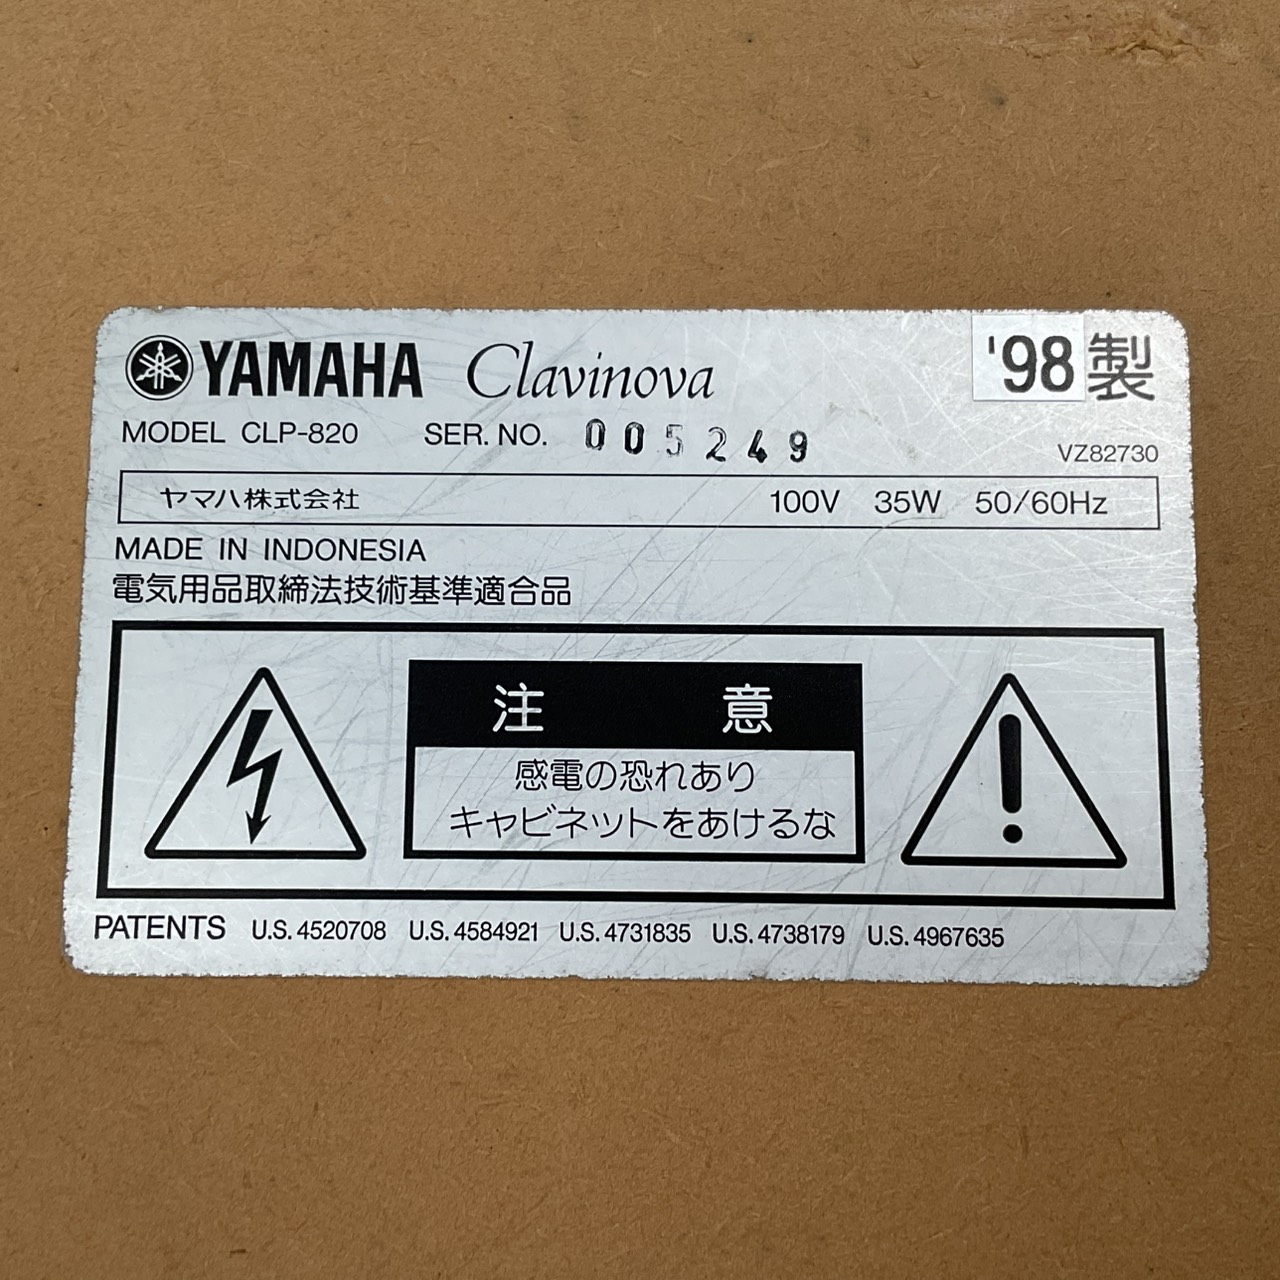 YAMAHA Clavinova '98製
MODEL CLP-820 SER. NO. 005249 VZ82730
ヤマハ株式会社 100V 35W 50/60Hz
MADE IN INDONESIA
電気用品取締法技術基準適合品
注意
感電の恐れあり
キャビネットをあけるな
PATENTS U.S. 4520708 U.S. 4584921 U.S. 4731835 U.S. 4738179 U.S. 4967635